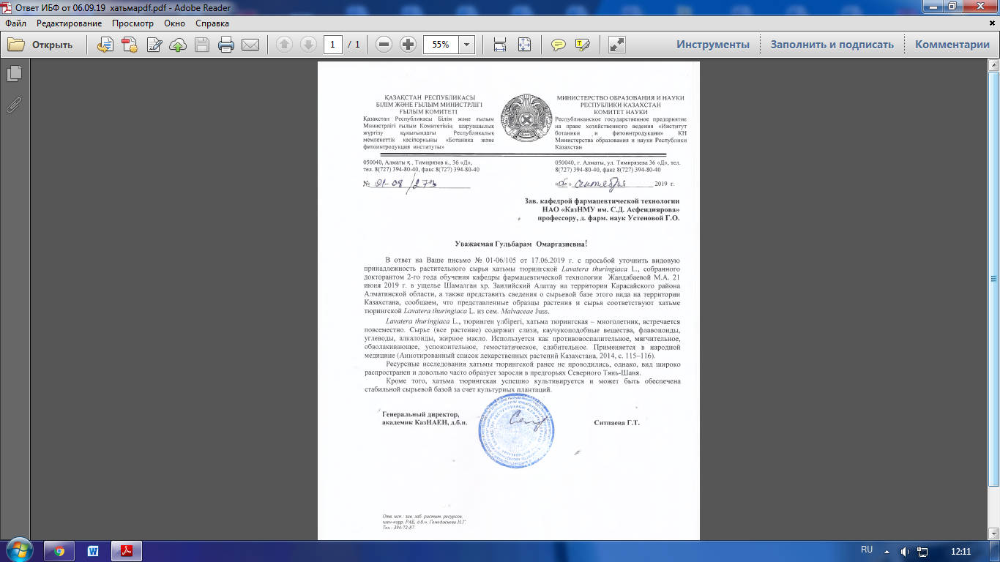 Ответ ИБФ от 06.09.19 хатьмаpdf.pdf - Adobe Reader
Файл Редактирование Просмотр Окно Справка
Открыть 1 / 1 55% Инструменты Заполнить и подписать Комментарии
ҚАЗАҚСТАН РЕСПУБЛИКАСЫ
БІЛІМ ЖӘНЕ ҒЫЛЫМ МИНИСТРЛІГІ
ҒЫЛЫМ КОМИТЕТІ
Қазақстан Республикасы Білім және ғылым
Министрлігі ғылым Комитетінің шаруашылық
жүргізу құқығындағы Республикалық
мемлекеттік кәсіпорныны «Ботаника және
фитоинтродукция институты»
МИНИСТЕРСТВО ОБРАЗОВАНИЯ И НАУКИ
РЕСПУБЛИКИ КАЗАХСТАН
КОМИТЕТ НАУКИ
Республиканское государственное предприятие
на праве хозяйственного ведения «Институт
ботаники и фитоинтродукции» КН
Министерства образования и науки Республики
Казахстан
050040, Алматы қ., Тимирязев к., 36 «Д»,
тел. 8(727) 394-80-40, факс 8(727) 394-80-40
050040, г. Алматы, ул. Тимирязева 36 «Д», тел.
8(727) 394-80-40, факс 8(727) 394-80-40
№ 01-08/273
«06» сентября 2019 г.
Зав. кафедрой фармацевтической технологии
НАО «КазНМУ им. С.Д. Асфендиярова»
профессору, д. фарм. наук Устеновой Г.О.
Уважаемая Гульбарам Омаргазиевна!
В ответ на Ваше письмо № 01-06/105 от 17.06.2019 г. с просьбой уточнить видовую
принадлежность растительного сырья хатьмы тюрингской Lavatera thuringiaca L., собранного
докторантом 2-го года обучения кафедры фармацевтической технологии Жандабаевой М.А. 21
июня 2019 г. в ущелье Шамалган хр. Заилийский Алатау на территории Карасайского района
Алматинской области, а также представить сведения о сырьевой базе этого вида на территории
Казахстана, сообщаем, что представленные образцы растения и сырья соответствуют хатьме
тюрингской Lavatera thuringiaca L. из сем. Malvaceae Juss.
Lavatera thuringiaca L., тюринген үлбірегі, хатьма тюрингская – многолетник, встречается
повсеместно. Сырье (все растение) содержит слизи, каучукоподобные вещества, флавоноиды,
углеводы, алкалоиды, жирное масло. Используется как противовоспалительное, мягчительное,
обволакивающее, успокоительное, гемостатическое, слабительное. Применяется в народной
медицине (Аннотированный список лекарственных растений Казахстана, 2014, с. 115–116).
Ресурсные исследования хатьмы тюрингской ранее не проводились, однако, вид широко
распространен и довольно часто образует заросли в предгорьях Северного Тянь-Шаня.
Кроме того, хатьма тюрингская успешно культивируется и может быть обеспечена
стабильной сырьевой базой за счет культурных плантаций.
Генеральный директор,
академик КазНАЕН, д.б.н.
Ситпаева Г.Т.
Отв. исп.: зав. лаб. растит. ресурсов,
член-корр. РАЕ, д.б.н. Гемеджиева Н.Г.
Тел.: 394-72-87.
RU 12:11